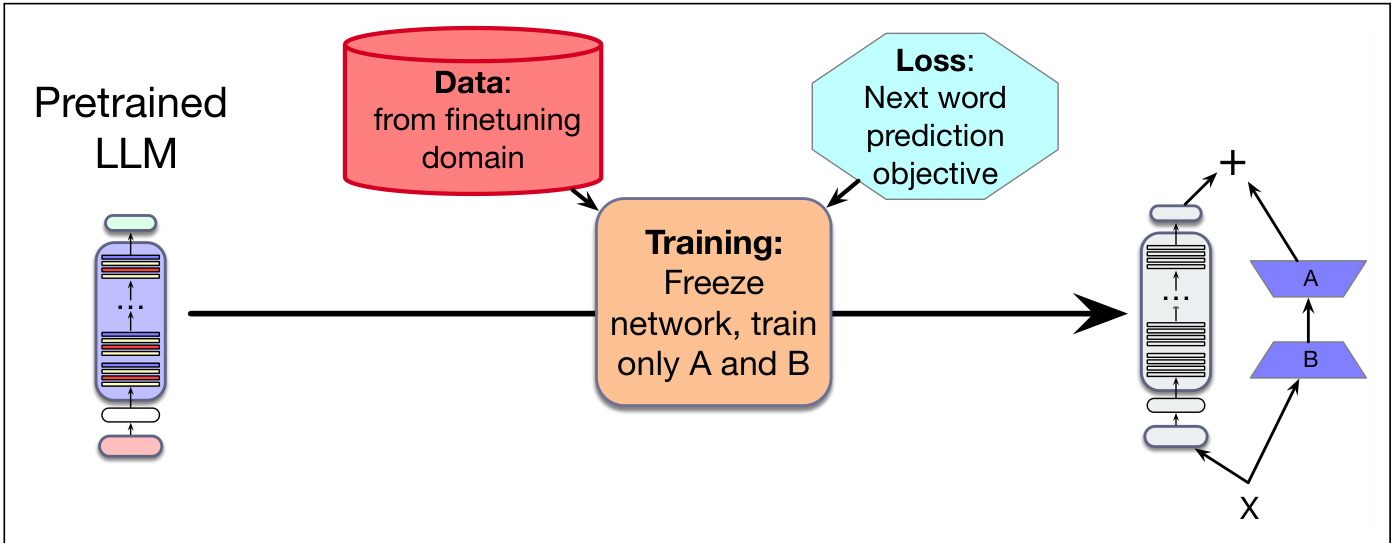 Pretrained
LLM
Data:
from finetuning
domain
Loss:
Next word
prediction
objective
Training:
Freeze
network, train
only A and B
...
...
+
A
B
X